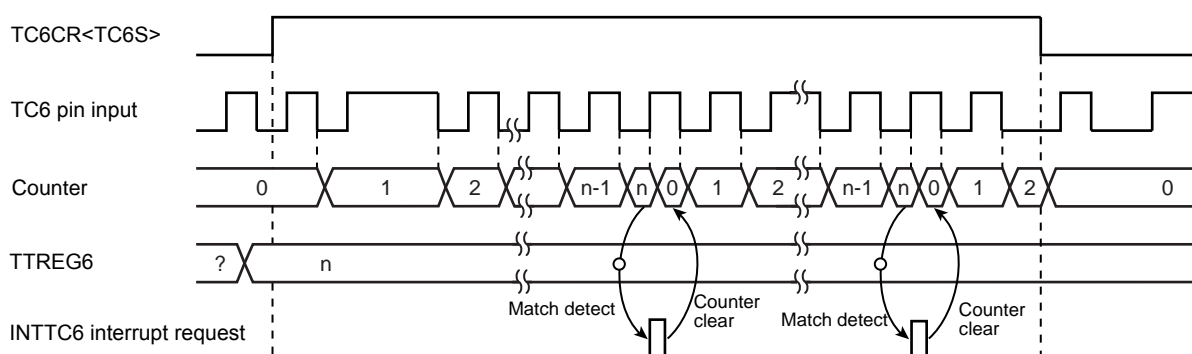 TC6CR<TC6S>
TC6 pin input
Counter 0 1 2 n-1 n 0 1 2 n-1 n 0 1 2 0
TTREG6 ? n
Match detect Counter clear Match detect Counter clear
INTTC6 interrupt request